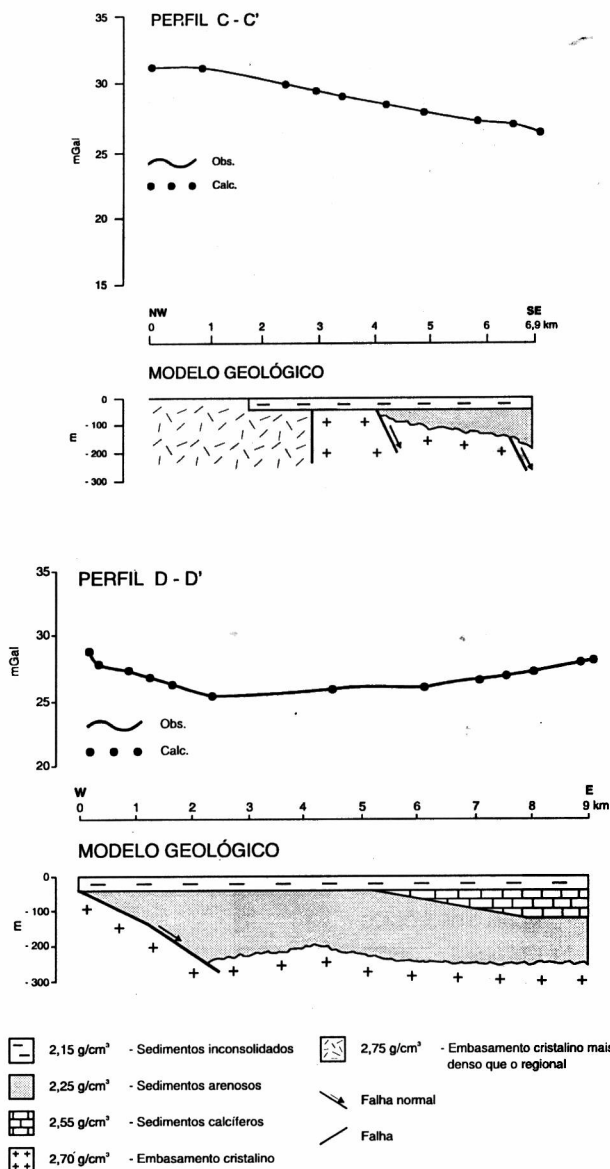 PERFIL C - C'
35
30
25
20
15
mGal
Obs.
Calc.
NW SE
0 1 2 3 4 5 6 6,9 km
MODELO GEOLÓGICO
0
- 100
- 200
- 300
m
PERFIL D - D'
35
30
25
20
mGal
Obs.
Calc.
W E
0 1 2 3 4 5 6 7 8 9 km
MODELO GEOLÓGICO
0
- 100
- 200
- 300
m
2,15 g/cm³ - Sedimentos inconsolidados
2,25 g/cm³ - Sedimentos arenosos
2,55 g/cm³ - Sedimentos calcíferos
2,70 g/cm³ - Embasamento cristalino
2,75 g/cm³ - Embasamento cristalino mais
denso que o regional
Falha normal
Falha